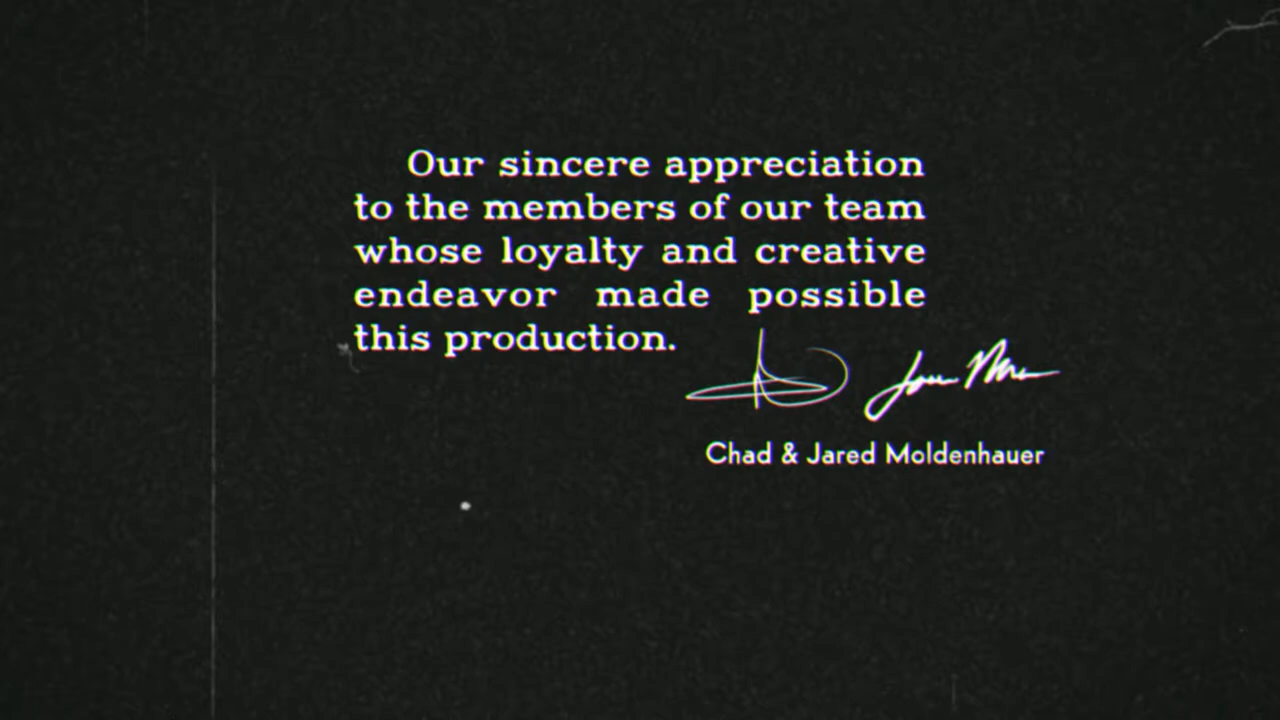 Our sincere appreciation
to the members of our team
whose loyalty and creative
endeavor made possible
this production.
Chad & Jared Moldenhauer